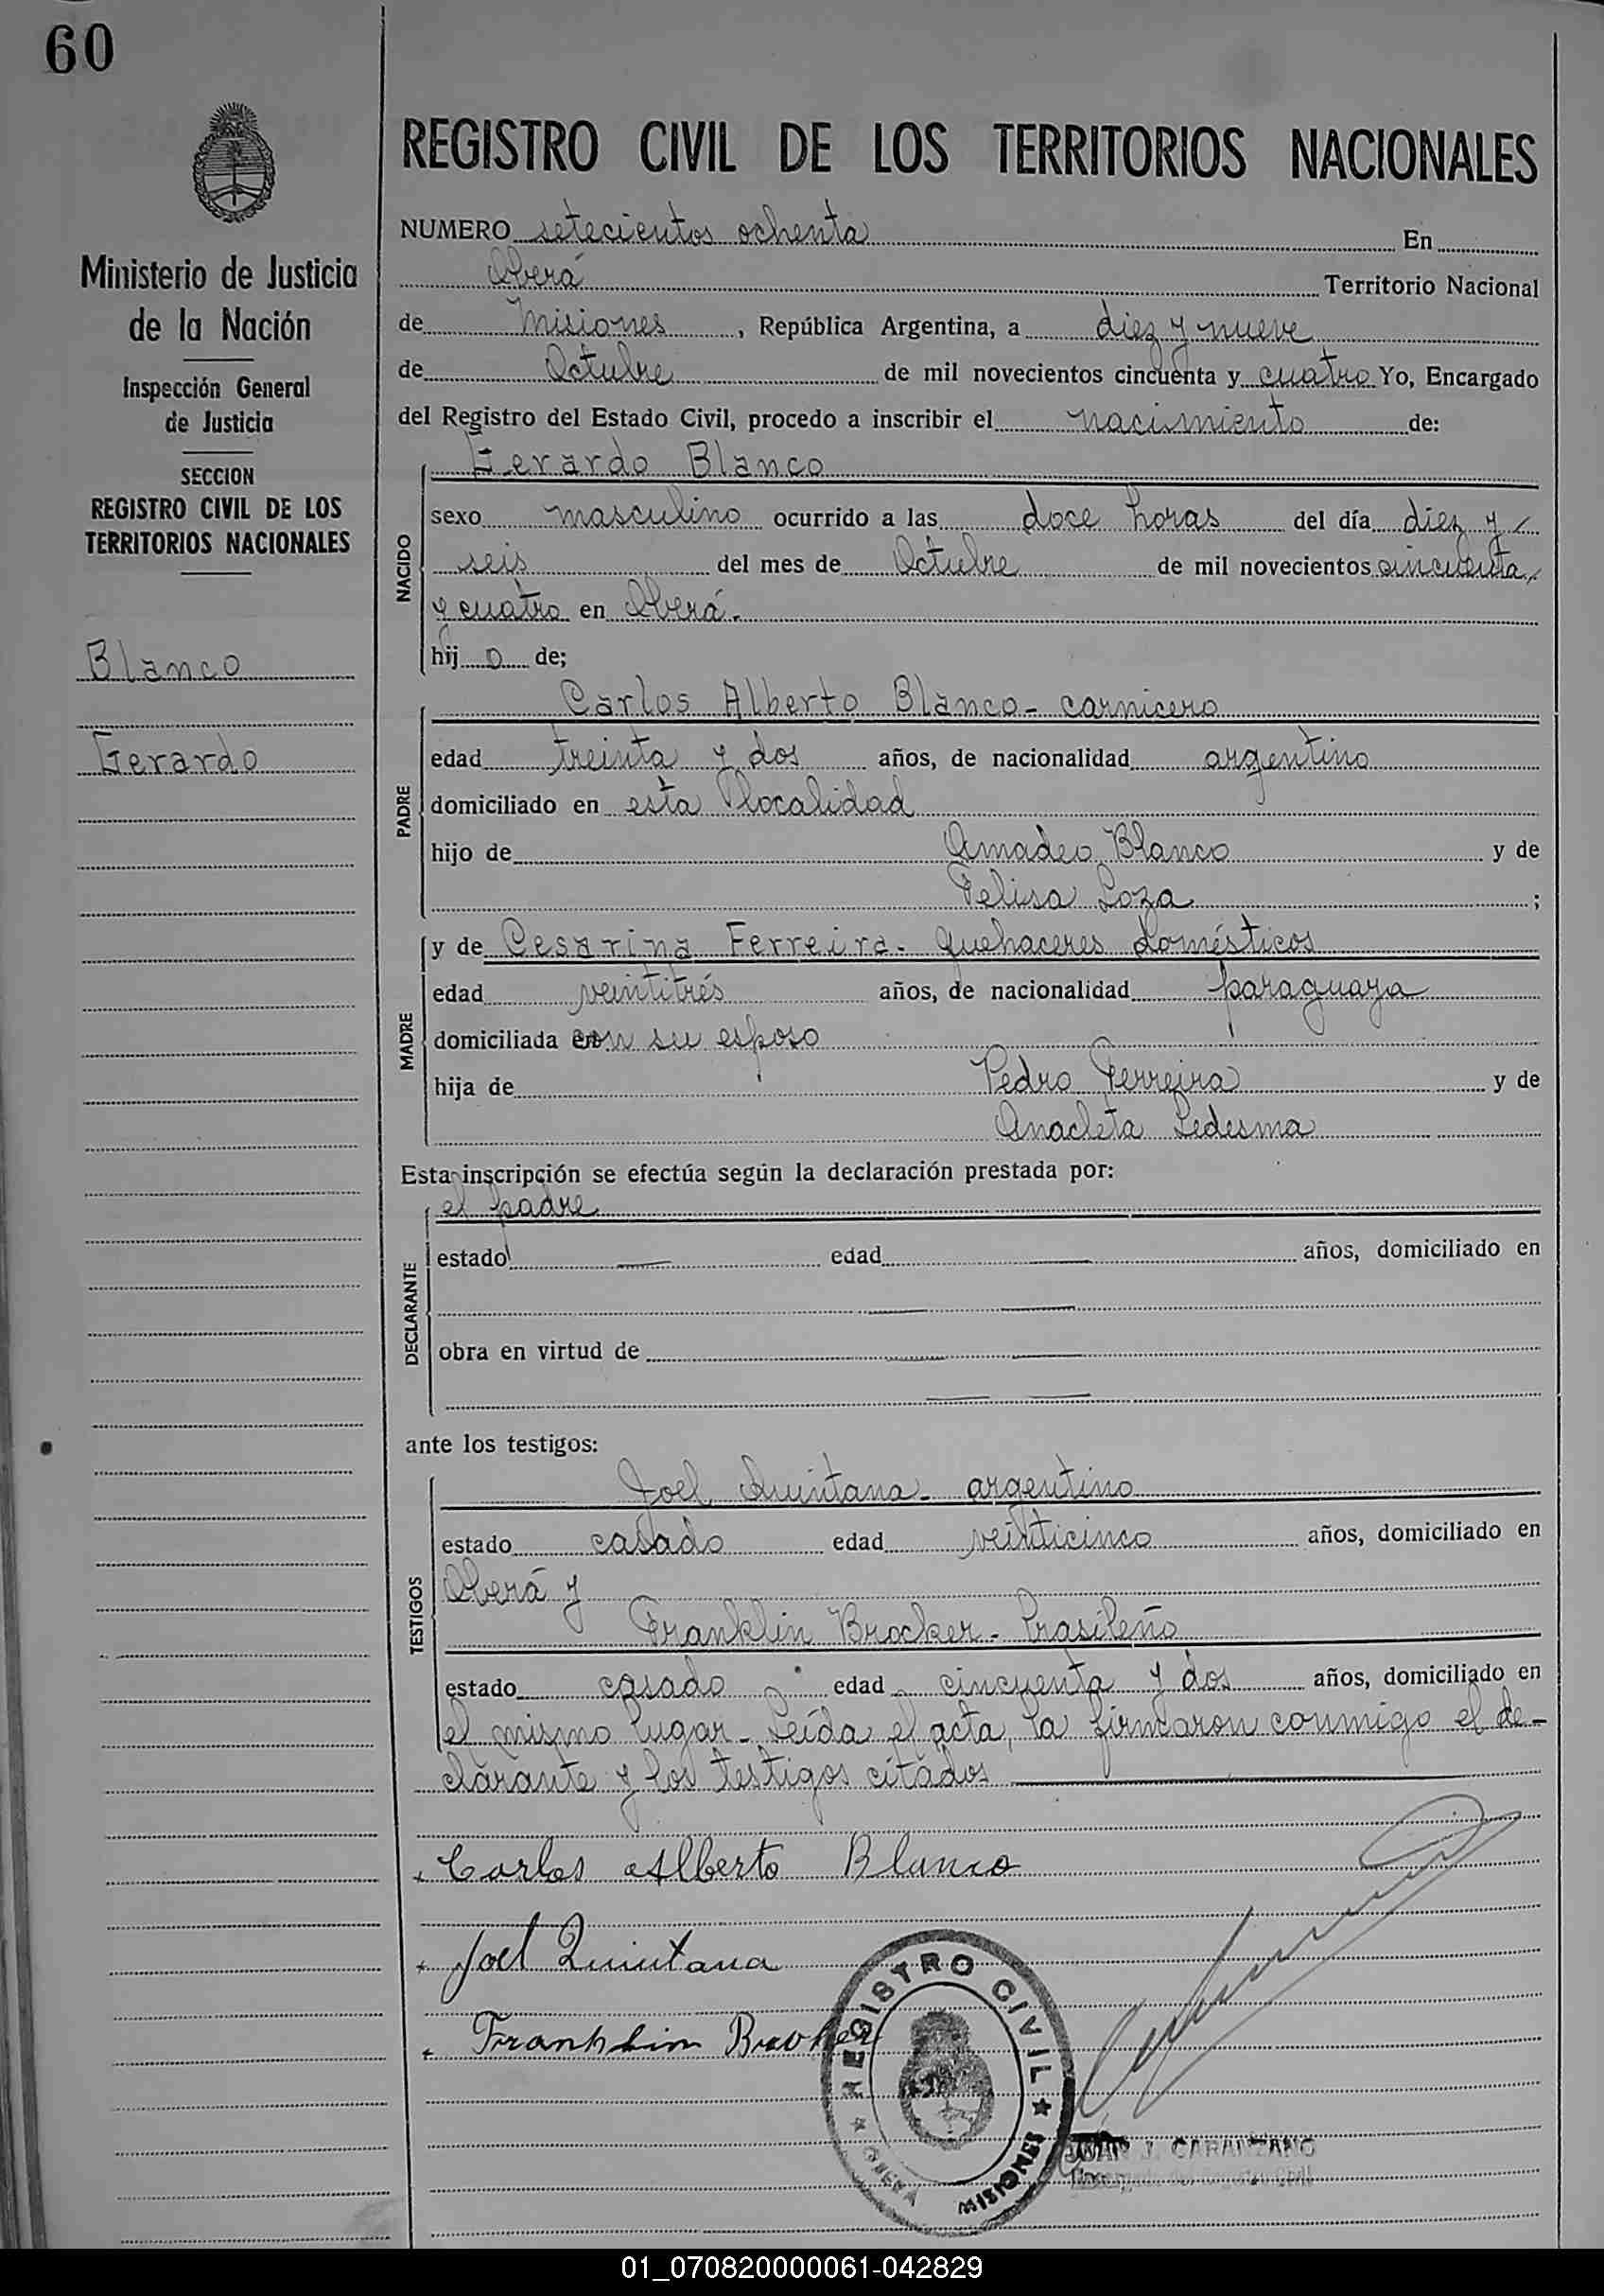 60
Ministerio de Justicia
de la Nación
Inspección General
de Justicia
SECCION
REGISTRO CIVIL DE LOS
TERRITORIOS NACIONALES
Blanco
Gerardo
REGISTRO CIVIL DE LOS TERRITORIOS NACIONALES
NUMERO setecientos ochenta En
Oberá Territorio Nacional
de Misiones, República Argentina, a diez y nueve
de Octubre de mil novecientos cincuenta y cuatro Yo, Encargado
del Registro del Estado Civil, procedo a inscribir el nacimiento de:
NACIDO
Gerardo Blanco
sexo masculino ocurrido a las doce horas del día diez y
seis del mes de Octubre de mil novecientos cincuenta
y cuatro en Oberá.
hij o de;
PADRE
Carlos Alberto Blanco - carnicero
edad treinta y dos años, de nacionalidad argentino
domiciliado en esta localidad
hijo de Amadeo Blanco y de
Felisa Loza ;
MADRE
y de Cesarina Ferreira - quehaceres domésticos
edad veintitrés años, de nacionalidad paraguaya
domiciliada con su esposo
hija de Pedro Ferreira y de
Anacleta Ledesma
Esta inscripción se efectúa según la declaración prestada por:
DECLARANTE
el padre
estado — edad — años, domiciliado en
— —
obra en virtud de — —
— —
ante los testigos:
TESTIGOS
Joel Quintana - argentino
estado casado edad veinticinco años, domiciliado en
Oberá y
Franklin Brocker - brasileño
estado casado edad cincuenta y dos años, domiciliado en
el mismo lugar - Leída el acta, la firmaron conmigo el de-
clarante y los testigos citados
Carlos Alberto Blanco
Joel Quintana
Franklin Brocker
REGISTRO CIVIL
OBERÁ MISIONES
JUAN J.
Encargado del Registro Civil
01_070820000061-042829